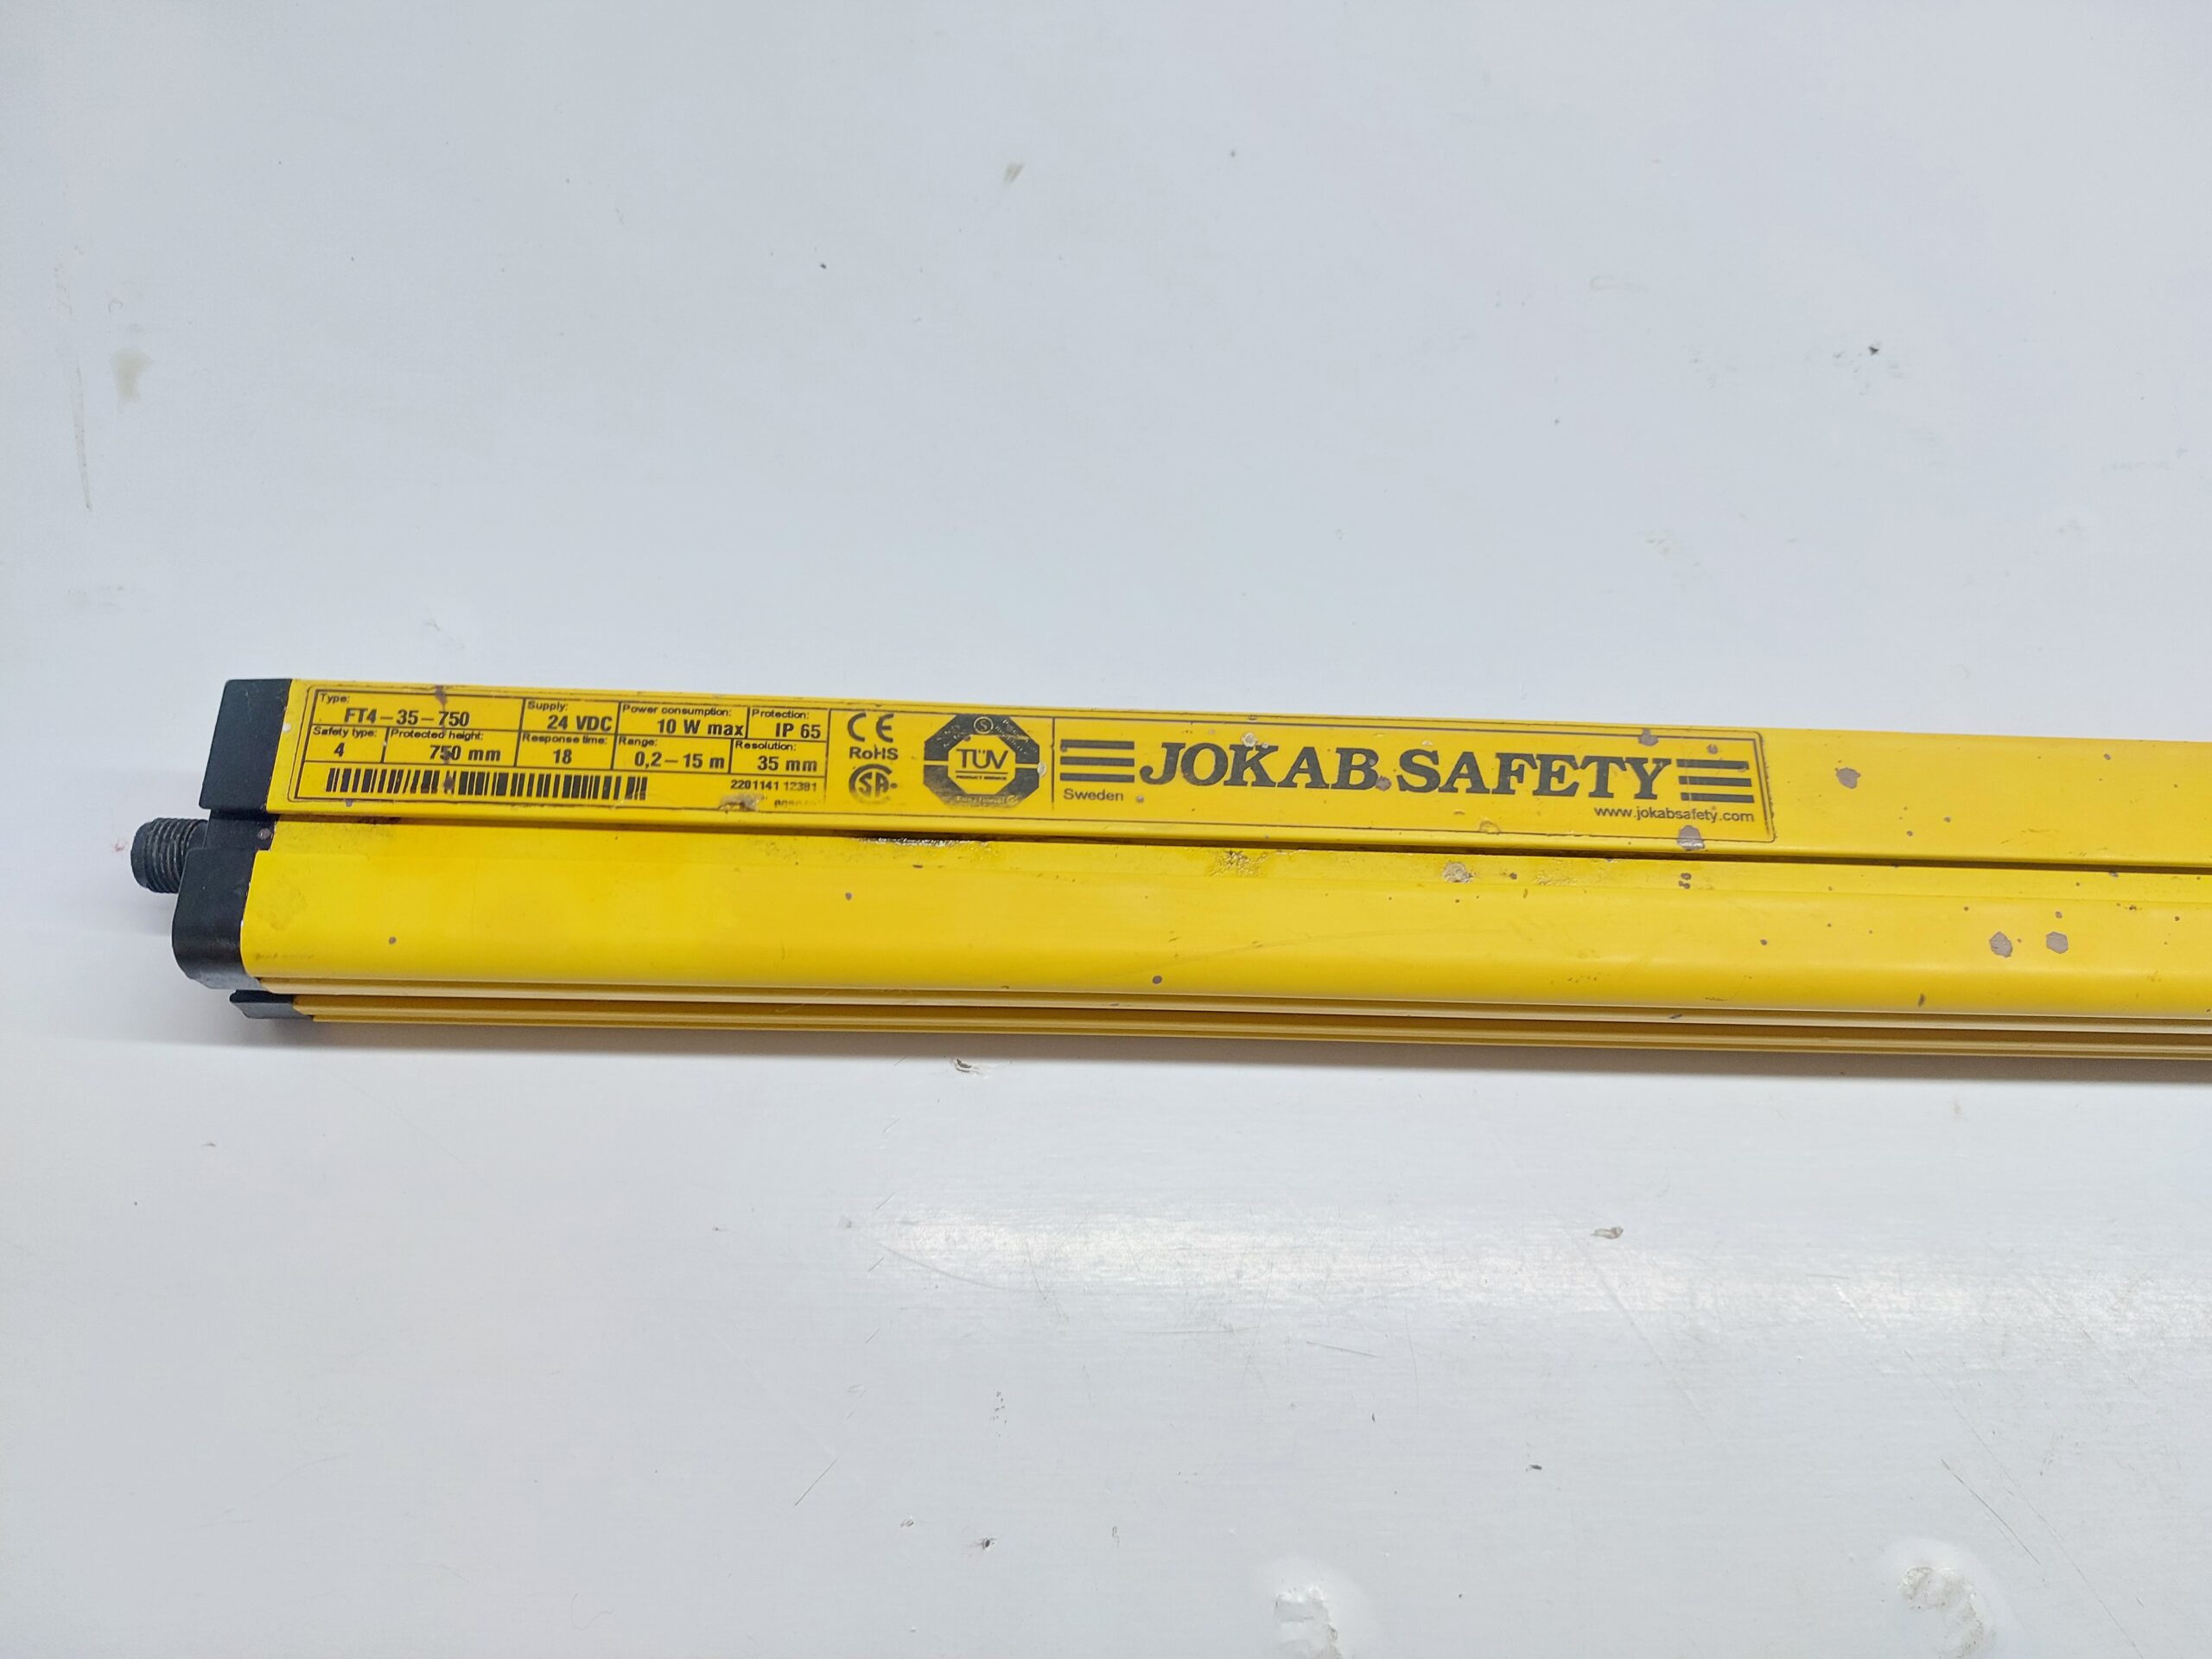 Type: Supply: Power consumption: Protection:
FT4-35-750 24 VDC 10 W max IP 65
Safety type: Protected height: Response time: Range: Resolution:
4 750 mm 18 0,2-15 m 35 mm
2201141 12381
CE
RoHS
TÜV
JOKAB SAFETY
Sweden
www.jokabsafety.com